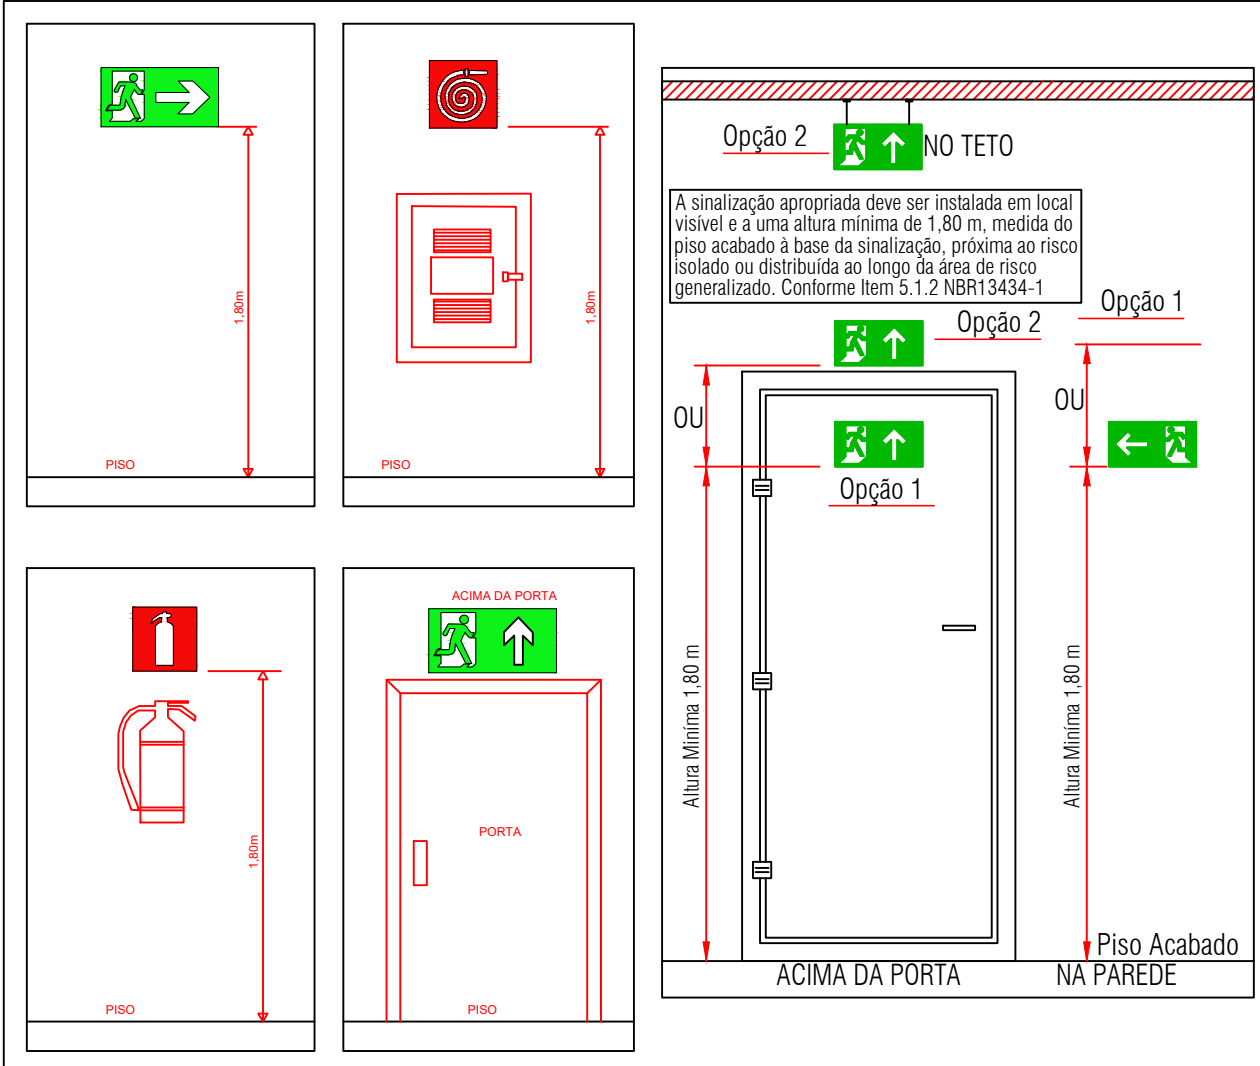 1,80m
PISO
1,80m
PISO
1,80m
PISO
ACIMA DA PORTA
PORTA
PISO
Opção 2
NO TETO
A sinalização apropriada deve ser instalada em local
visível e a uma altura mínima de 1,80 m, medida do
piso acabado à base da sinalização, próxima ao risco
isolado ou distribuída ao longo da área de risco
generalizado. Conforme Item 5.1.2 NBR13434-1
Opção 1
Opção 2
OU
OU
Opção 1
Altura Miníma 1,80 m
Altura Miníma 1,80 m
Piso Acabado
ACIMA DA PORTA
NA PAREDE